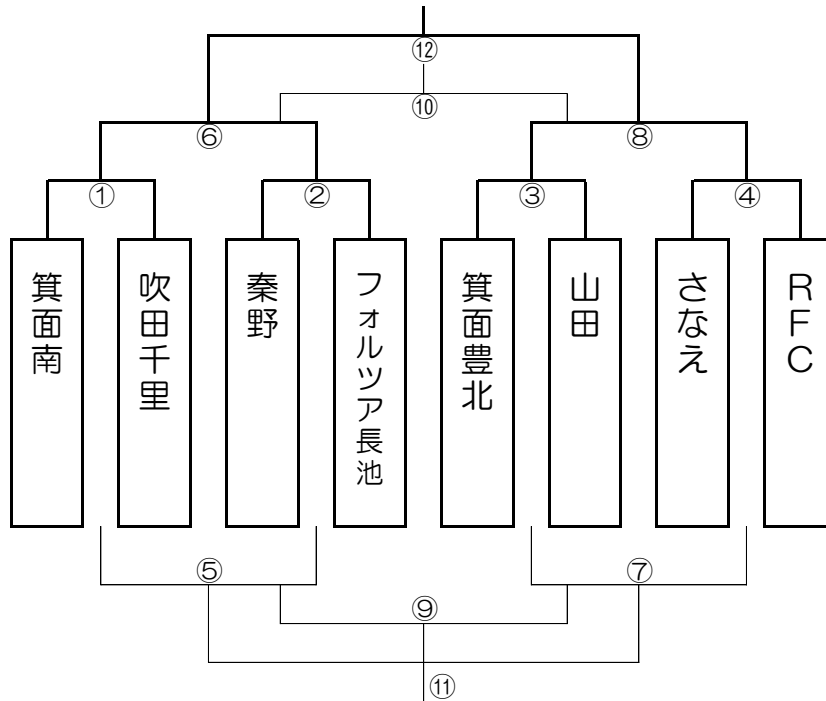 ⑫
⑩
⑥
⑧
①
②
③
④
箕面南
吹田千里
秦野
フォルツア長池
箕面豊北
山田
さなえ
RFC
⑤
⑦
⑨
⑪